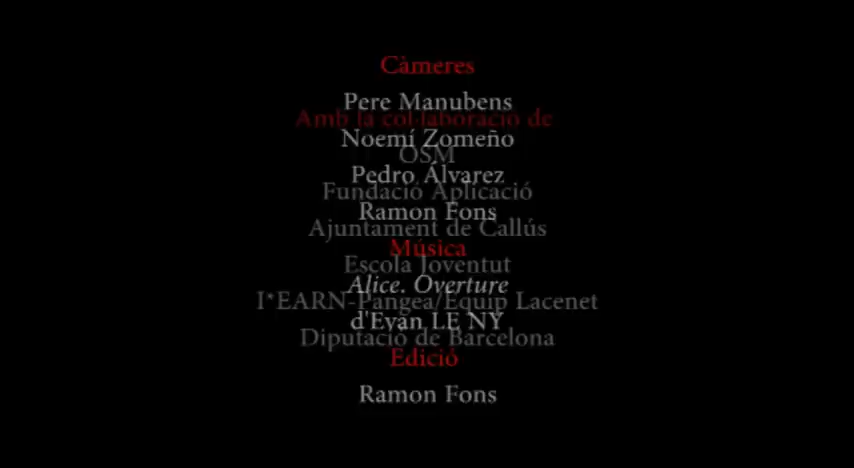 Càmeres
Pere Manubens
Amb la col·laboració de
Noemí Zomeño
OSM
Pedro Álvarez
Fundació Aplicació
Ramon Fons
Ajuntament de Callús
Música
Escola Joventut
Alice. Overture
I*EARN-Pangea/Equip Lacenet
d'Evan LE NY
Diputació de Barcelona
Edició
Ramon Fons